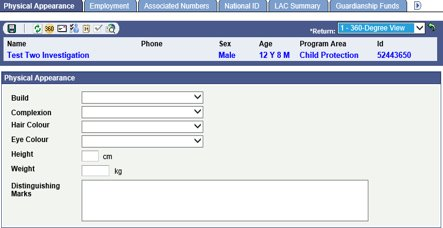 Physical Appearance Employment Associated Numbers National ID LAC Summary Guardianship Funds
360 *Return: 1 - 360-Degree View
Name Phone Sex Age Program Area Id
Test Two Investigation Male 12 Y 8 M Child Protection 52443650
Physical Appearance
Build
Complexion
Hair Colour
Eye Colour
Height cm
Weight kg
Distinguishing
Marks